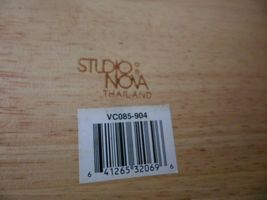 STUDIO
NOVA
THAILAND
VC085-904
6 41265 32069 6